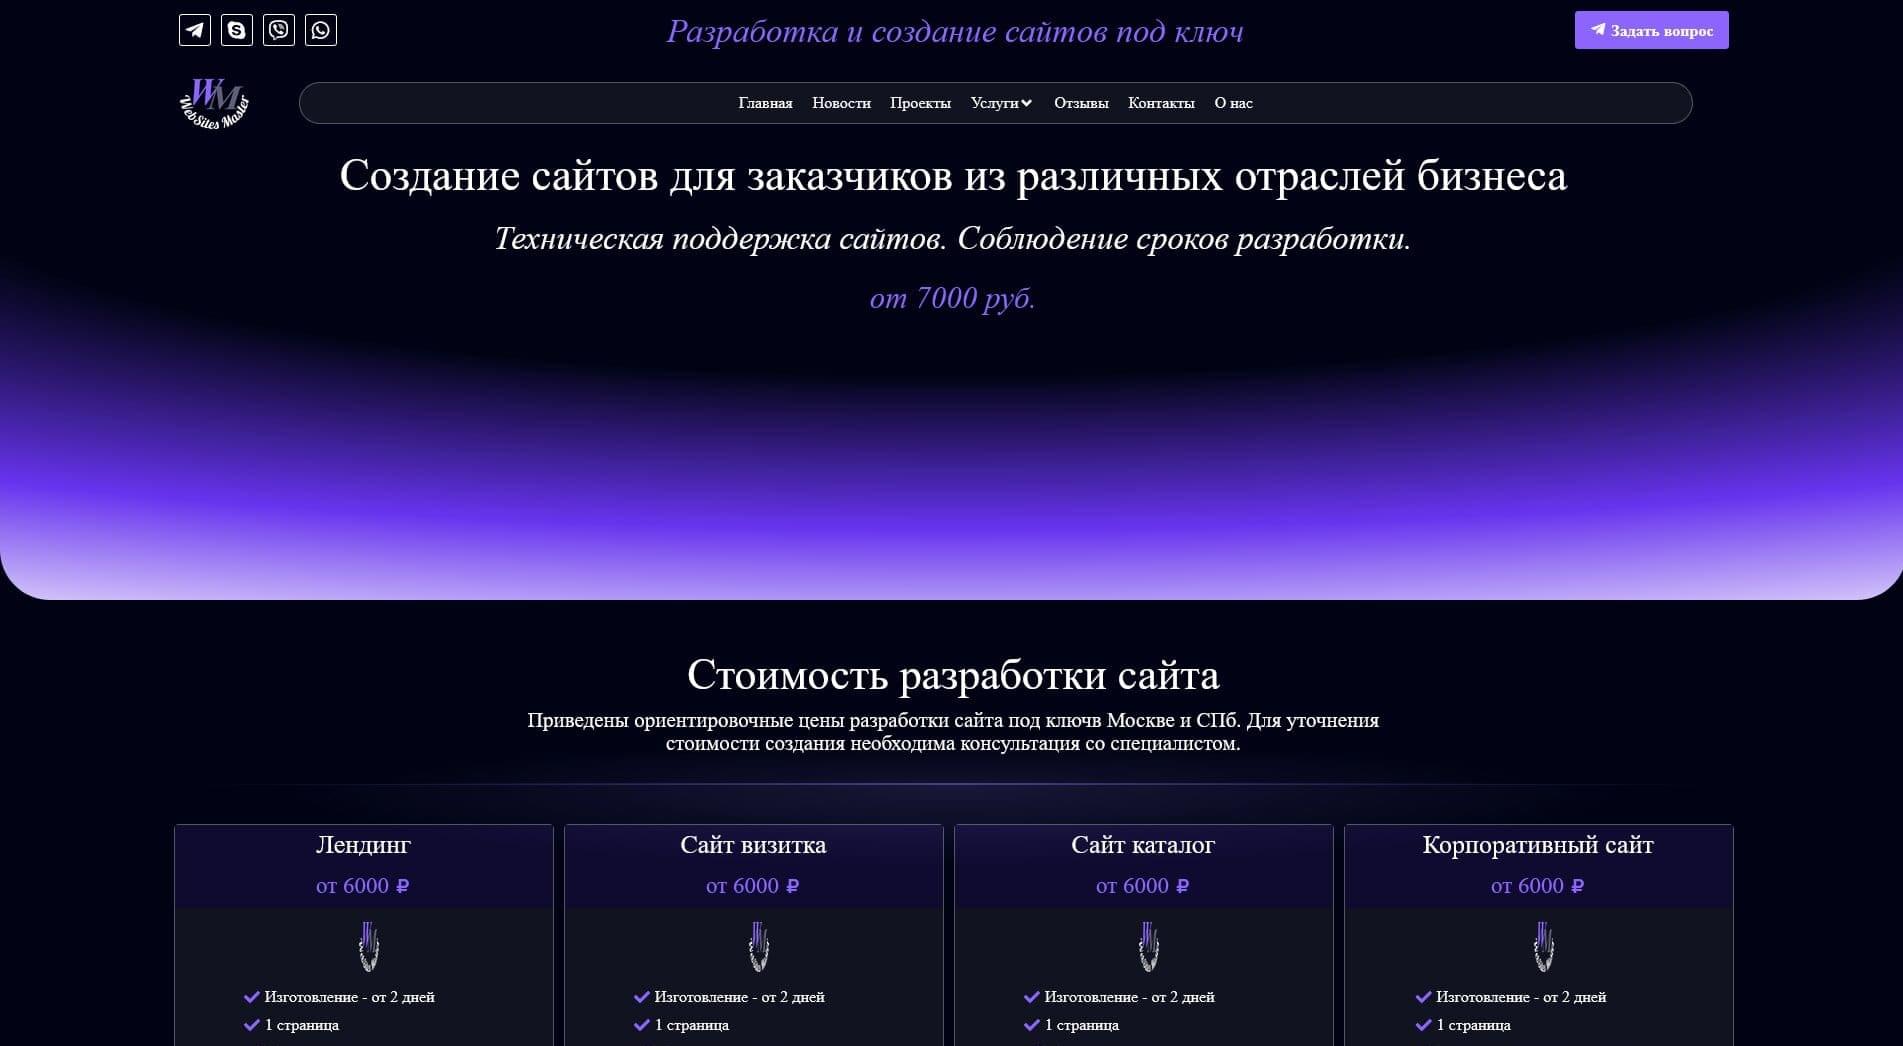 Разработка и создание сайтов под ключ
Задать вопрос
WM
WebSites Master
Главная Новости Проекты Услуги Отзывы Контакты О нас
Создание сайтов для заказчиков из различных отраслей бизнеса
Техническая поддержка сайтов. Соблюдение сроков разработки.
от 7000 руб.
Стоимость разработки сайта
Приведены ориентировочные цены разработки сайта под ключв Москве и СПб. Для уточнения
стоимости создания необходима консультация со специалистом.
Лендинг
от 6000 ₽
WM
Изготовление - от 2 дней
1 страница
Сайт визитка
от 6000 ₽
WM
Изготовление - от 2 дней
1 страница
Сайт каталог
от 6000 ₽
WM
Изготовление - от 2 дней
1 страница
Корпоративный сайт
от 6000 ₽
WM
Изготовление - от 2 дней
1 страница